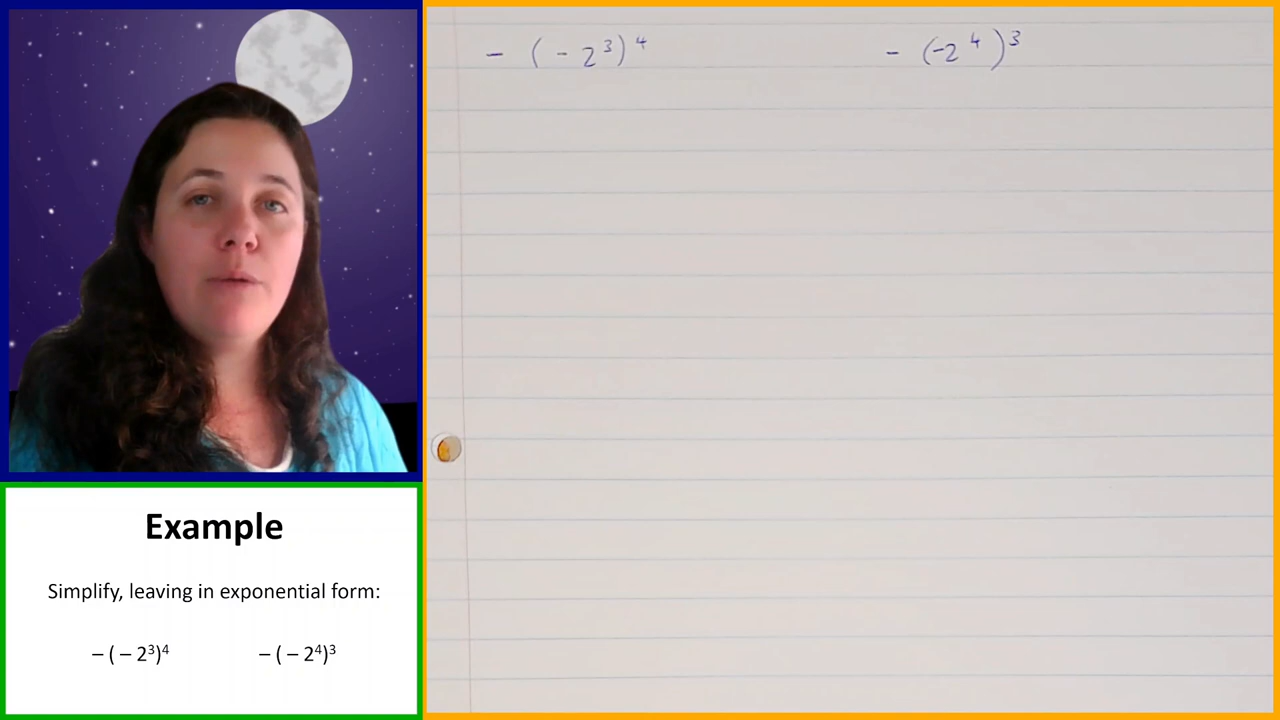 - (-2³)⁴ - (-2⁴)³
Example
Simplify, leaving in exponential form:
– ( – 2³)⁴ – ( – 2⁴)³